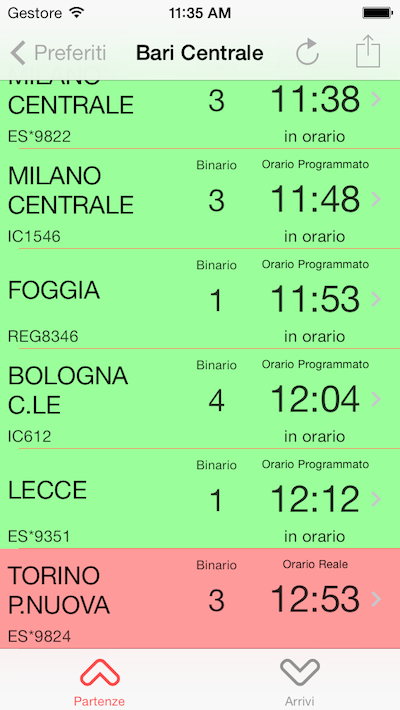 Gestore 11:35 AM
Preferiti Bari Centrale
MILANO
CENTRALE 3 11:38
ES*9822 in orario
Binario Orario Programmato
MILANO
CENTRALE 3 11:48
IC1546 in orario
Binario Orario Programmato
FOGGIA 1 11:53
REG8346 in orario
Binario Orario Programmato
BOLOGNA
C.LE 4 12:04
IC612 in orario
Binario Orario Programmato
LECCE 1 12:12
ES*9351 in orario
Binario Orario Reale
TORINO
P.NUOVA 3 12:53
ES*9824
Partenze Arrivi